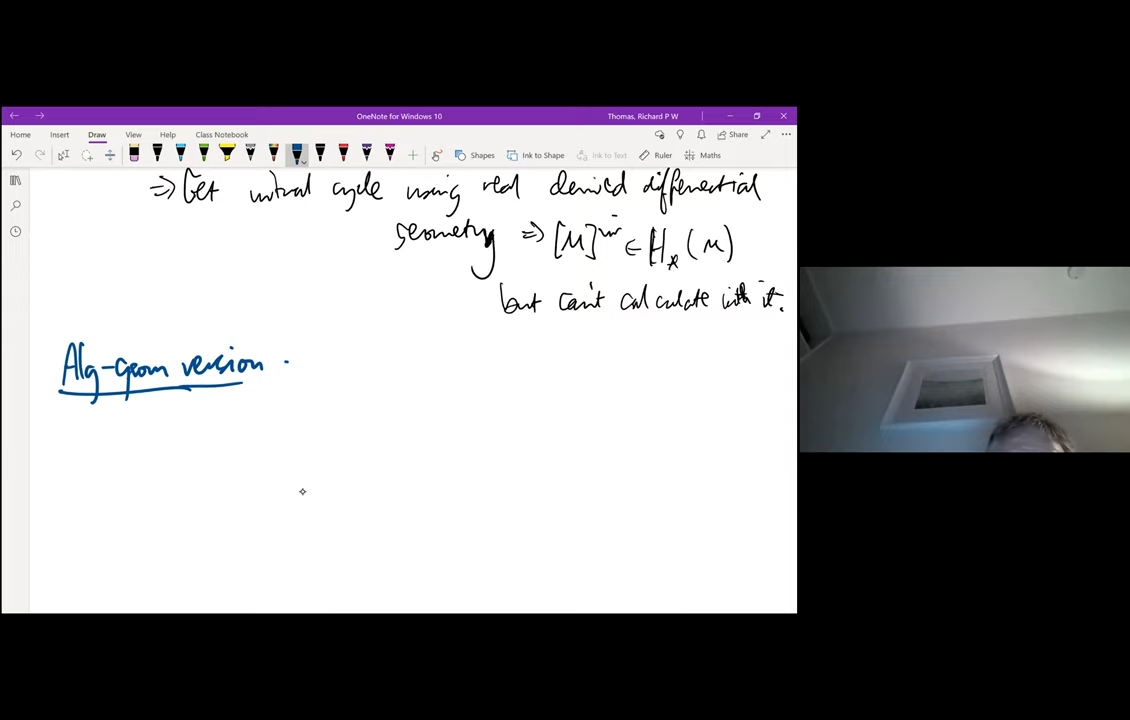 OneNote for Windows 10
Thomas, Richard P W
Home Insert Draw View Help Class Notebook
Share
Shapes Ink to Shape Ink to Text Ruler Maths
⇒ Get virtual cycle using real derived differential
geometry ⇒ [M]^vir ∈ H_*(M)
but can't calculate with it.
Alg-geom version .